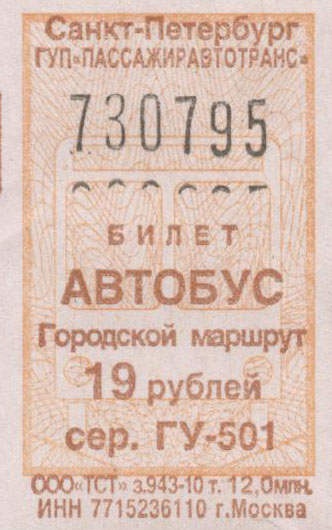 Санкт-Петербург
ГУП«ПАССАЖИРАВТОТРАНС»
730795
БИЛЕТ
АВТОБУС
Городской маршрут
19 рублей
сер. ГУ-501
ООО«ТСТ» з.943-10 т. 12,0млн.
ИНН 7715236110 г.Москва